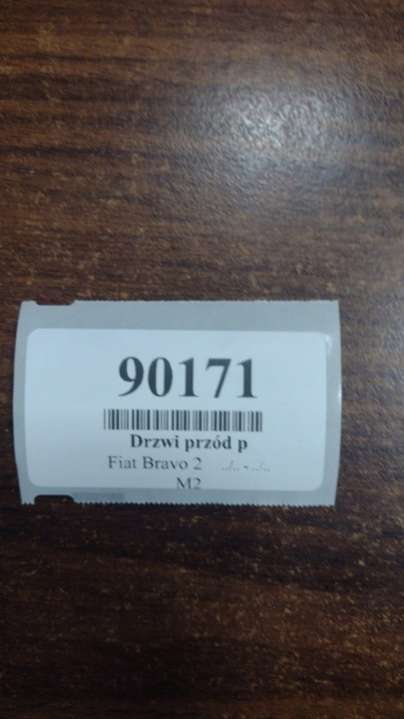 90171
Drzwi przód p
Fiat Bravo 2 ../.. - ../..
M2